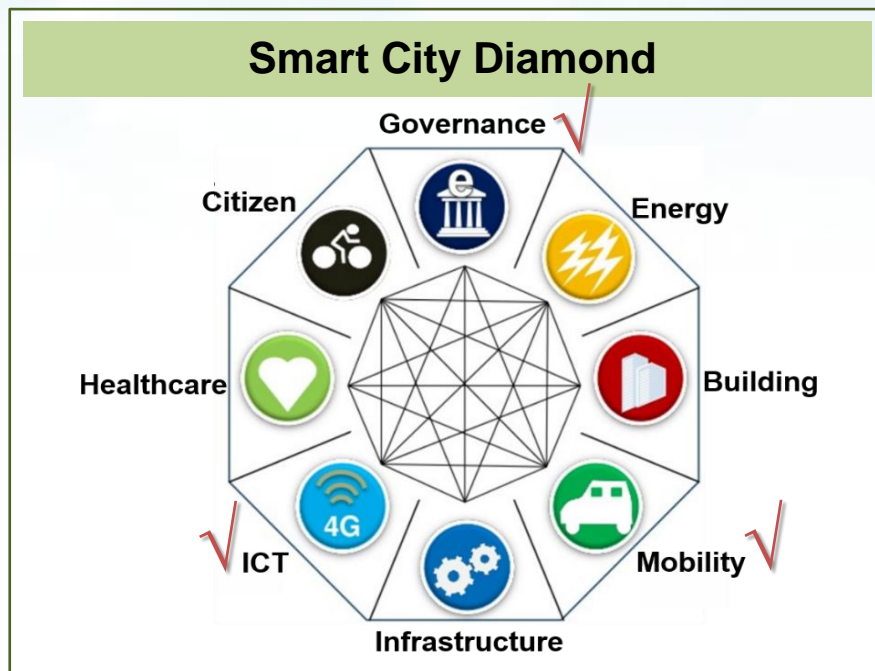 Smart City Diamond
Governance √
Citizen
e
Energy
Healthcare
Building
4G
√ ICT
Mobility √
Infrastructure